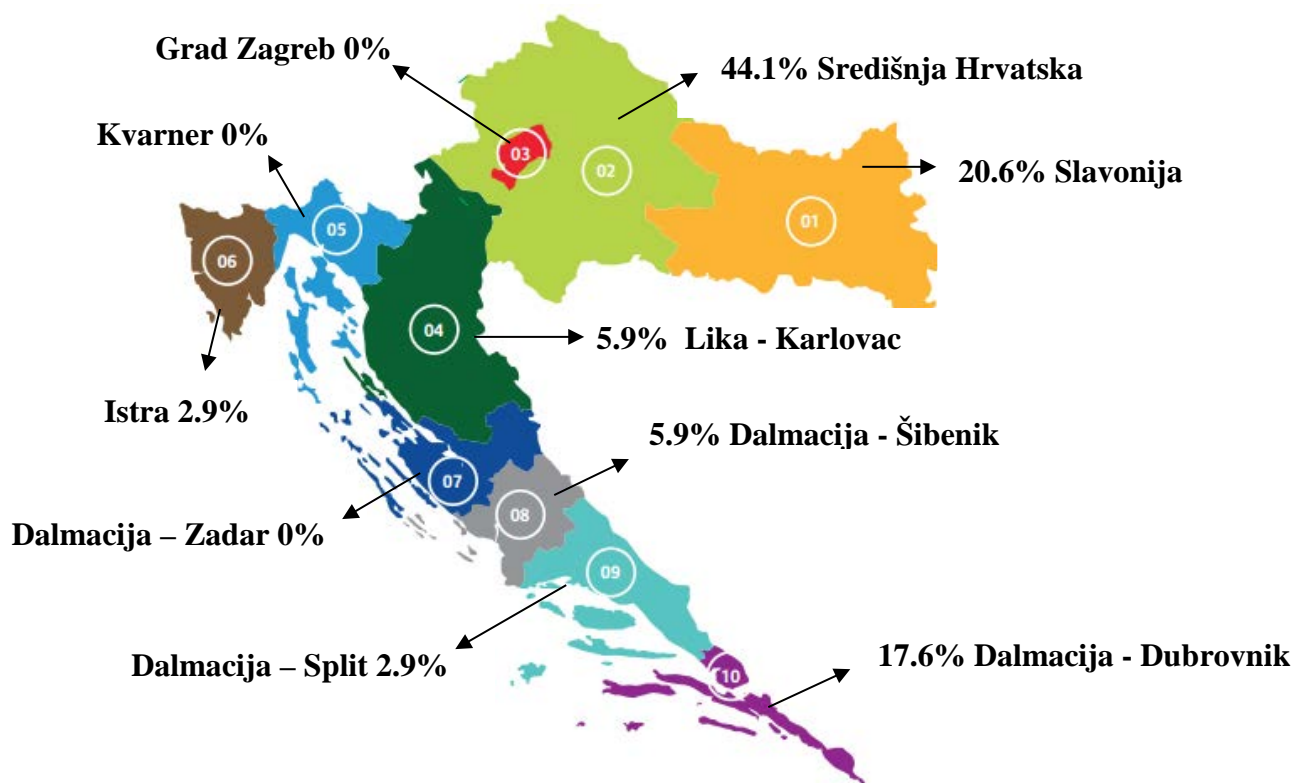 Grad Zagreb 0%
44.1% Središnja Hrvatska
Kvarner 0%
03
02
20.6% Slavonija
01
05
06
04
5.9% Lika - Karlovac
Istra 2.9%
5.9% Dalmacija - Šibenik
07
08
Dalmacija – Zadar 0%
09
Dalmacija – Split 2.9%
10
17.6% Dalmacija - Dubrovnik